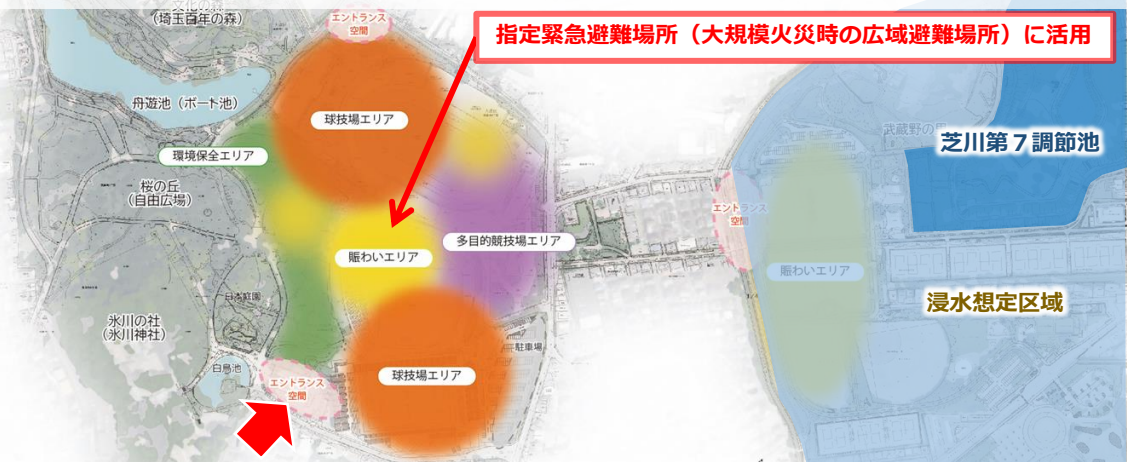 (埼玉百年の森)
エントランス
空間
指定緊急避難場所（大規模火災時の広域避難場所）に活用
舟遊池（ボート池）
球技場エリア
環境保全エリア
武蔵野の
芝川第７調節池
桜の丘
(自由広場)
エントランス
空間
多目的競技場エリア
賑わいエリア
賑わいエリア
日本庭園
浸水想定区域
氷川の杜
(氷川神社)
駐車場
白鳥池
エントランス
空間
球技場エリア